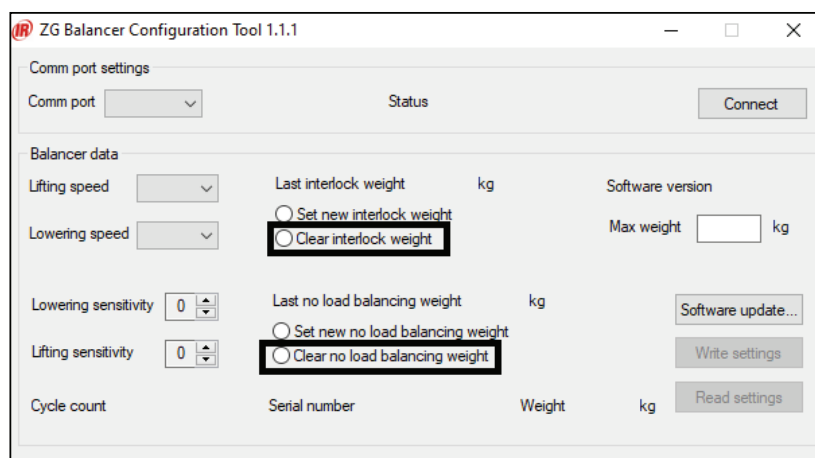 IR ZG Balancer Configuration Tool 1.1.1
Comm port settings
Comm port Status Connect
Balancer data
Lifting speed Last interlock weight kg Software version
Set new interlock weight
Lowering speed Clear interlock weight Max weight kg
Lowering sensitivity 0 Last no load balancing weight kg Software update...
Set new no load balancing weight
Lifting sensitivity 0 Clear no load balancing weight Write settings
Cycle count Serial number Weight kg Read settings